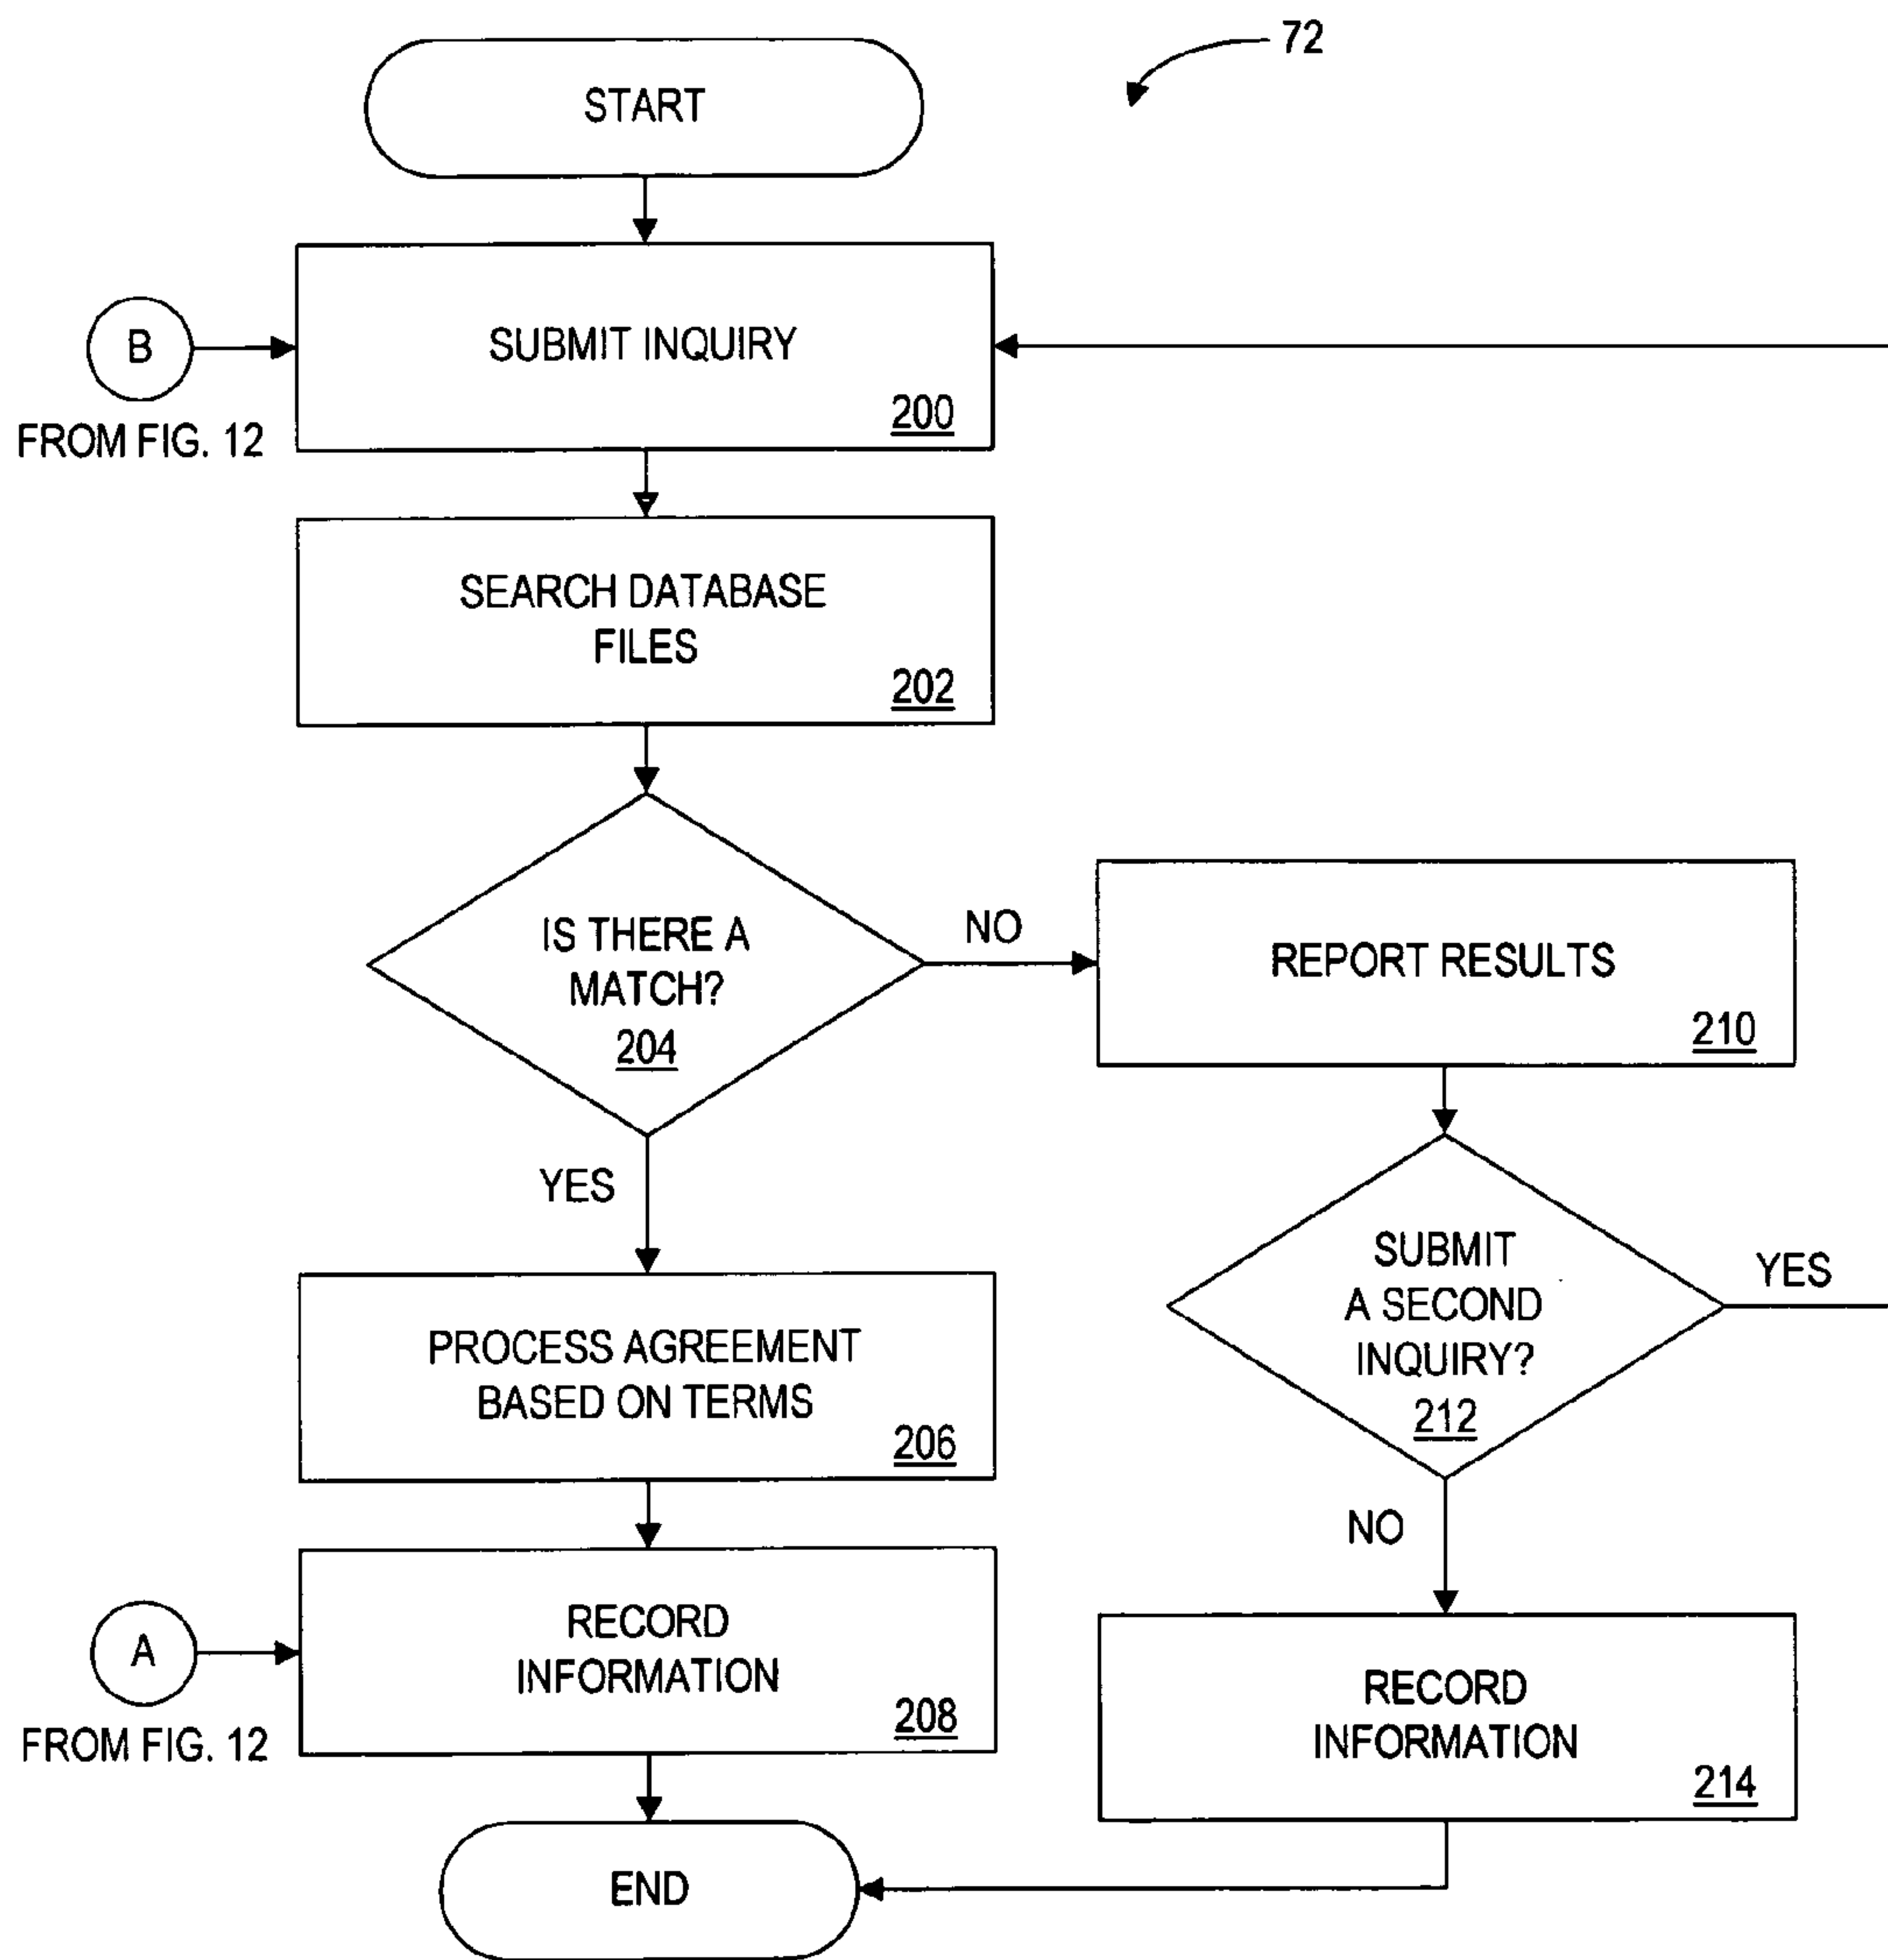 72
START
B
FROM FIG. 12
SUBMIT INQUIRY
200
SEARCH DATABASE
FILES
202
IS THERE A
MATCH?
204
NO
REPORT RESULTS
210
YES
SUBMIT
A SECOND
INQUIRY?
212
YES
PROCESS AGREEMENT
BASED ON TERMS
206
NO
A
FROM FIG. 12
RECORD
INFORMATION
208
RECORD
INFORMATION
214
END